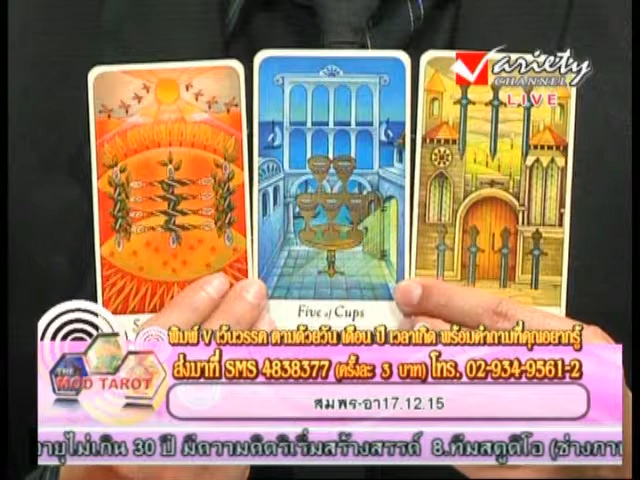 Variety
CHANNEL
LIVE
Five of Cups
พิมพ์ V เว้นวรรค ตามด้วยวัน เดือน ปี เวลาเกิด พร้อมคำถามที่คุณอยากรู้
ส่งมาที่ SMS 4838377 (ครั้งละ 3 บาท) โทร. 02-934-9561-2
THE
MOD TAROT
สมพร-อา17.12.15
อายุไม่เกิน 30 ปี มีความคิดริเริ่มสร้างสรรค์ 8.ทีมสตูดิโอ (ช่างภาพ